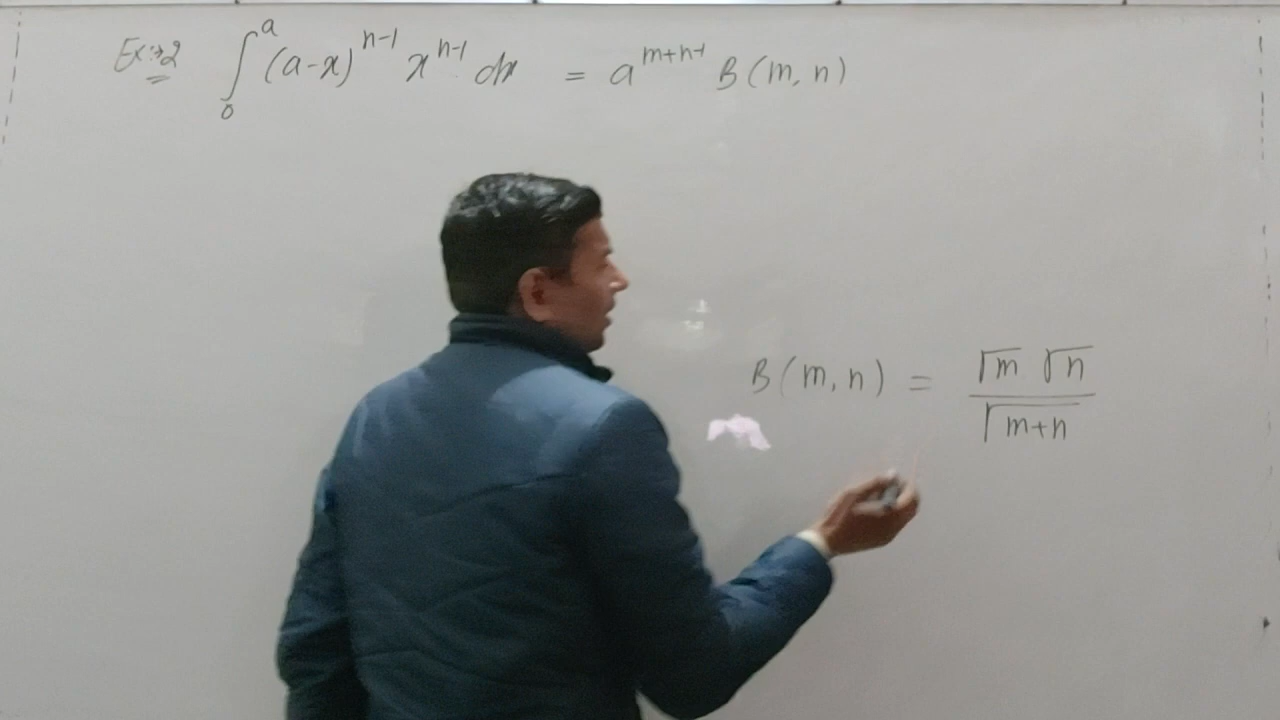 Ex:-2 ∫₀ᵃ (a-x)ⁿ⁻¹ xⁿ⁻¹ dx = aᵐ⁺ⁿ⁻¹ B(m, n)
B(m, n) = Γm Γn / Γm+n